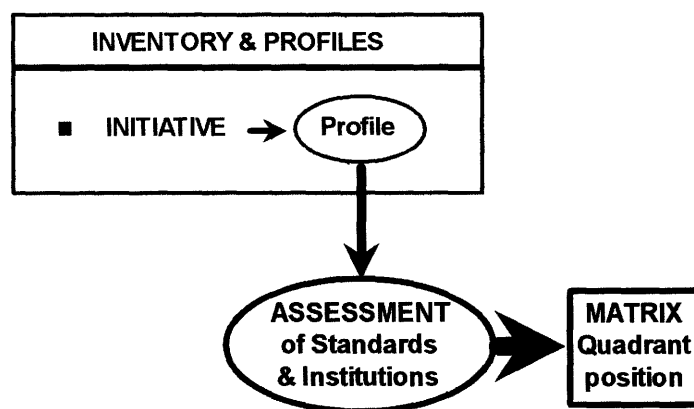 INVENTORY & PROFILES
INITIATIVE
Profile
ASSESSMENT
of Standards
& Institutions
MATRIX
Quadrant
position